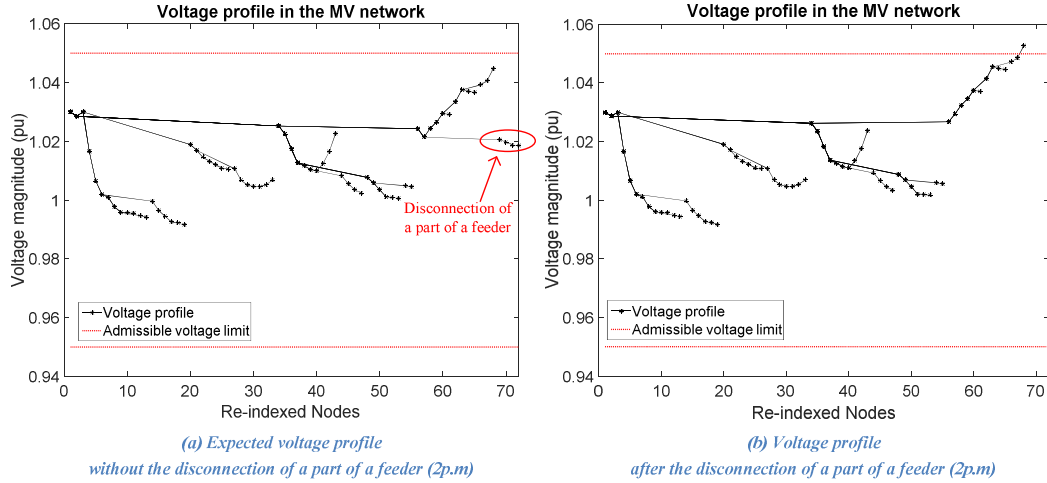 Voltage profile in the MV network
1.06
1.04
1.02
1
0.98
0.96
0.94
Voltage magnitude (pu)
0
10
20
30
40
50
60
70
Re-indexed Nodes
Disconnection of
a part of a feeder
Voltage profile
Admissible voltage limit
(a) Expected voltage profile
without the disconnection of a part of a feeder (2p.m)
Voltage profile in the MV network
1.06
1.04
1.02
1
0.98
0.96
0.94
Voltage magnitude (pu)
0
10
20
30
40
50
60
70
Re-indexed Nodes
Voltage profile
Admissible voltage limit
(b) Voltage profile
after the disconnection of a part of a feeder (2p.m)